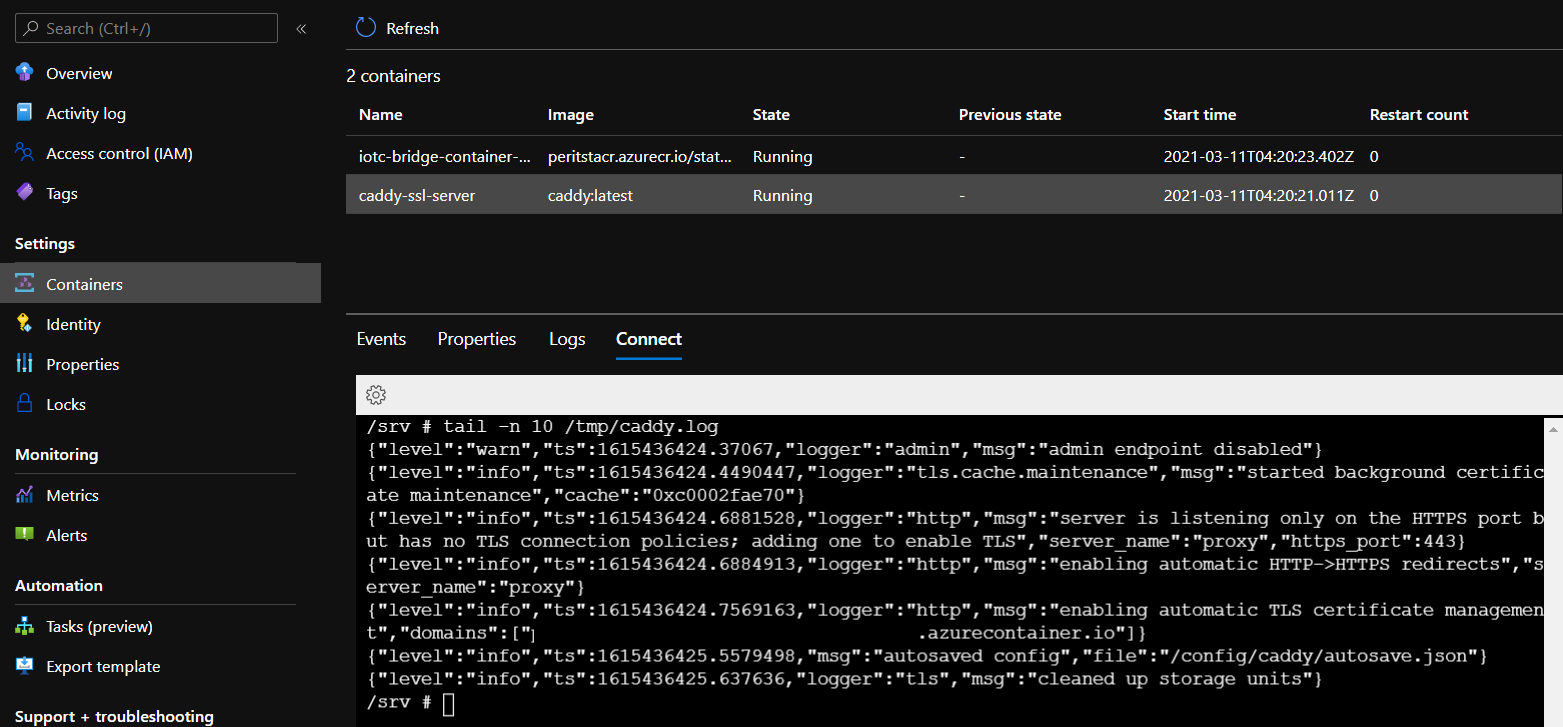 Search (Ctrl+/)
«
Overview
Activity log
Access control (IAM)
Tags
Settings
Containers
Identity
Properties
Locks
Monitoring
Metrics
Alerts
Automation
Tasks (preview)
Export template
Support + troubleshooting
Refresh
2 containers
Name Image State Previous state Start time Restart count
iotc-bridge-container-... peritstacr.azurecr.io/stat... Running - 2021-03-11T04:20:23.402Z 0
caddy-ssl-server caddy:latest Running - 2021-03-11T04:20:21.011Z 0
Events Properties Logs Connect
/srv # tail -n 10 /tmp/caddy.log
{"level":"warn","ts":1615436424.37067,"logger":"admin","msg":"admin endpoint disabled"}
{"level":"info","ts":1615436424.4490447,"logger":"tls.cache.maintenance","msg":"started background certific
ate maintenance","cache":"0xc0002fae70"}
{"level":"info","ts":1615436424.6881528,"logger":"http","msg":"server is listening only on the HTTPS port b
ut has no TLS connection policies; adding one to enable TLS","server_name":"proxy","https_port":443}
{"level":"info","ts":1615436424.6884913,"logger":"http","msg":"enabling automatic HTTP->HTTPS redirects","s
erver_name":"proxy"}
{"level":"info","ts":1615436424.7569163,"logger":"http","msg":"enabling automatic TLS certificate managemen
t","domains":[" .azurecontainer.io"]}
{"level":"info","ts":1615436425.5579498,"msg":"autosaved config","file":"/config/caddy/autosave.json"}
{"level":"info","ts":1615436425.637636,"logger":"tls","msg":"cleaned up storage units"}
/srv #